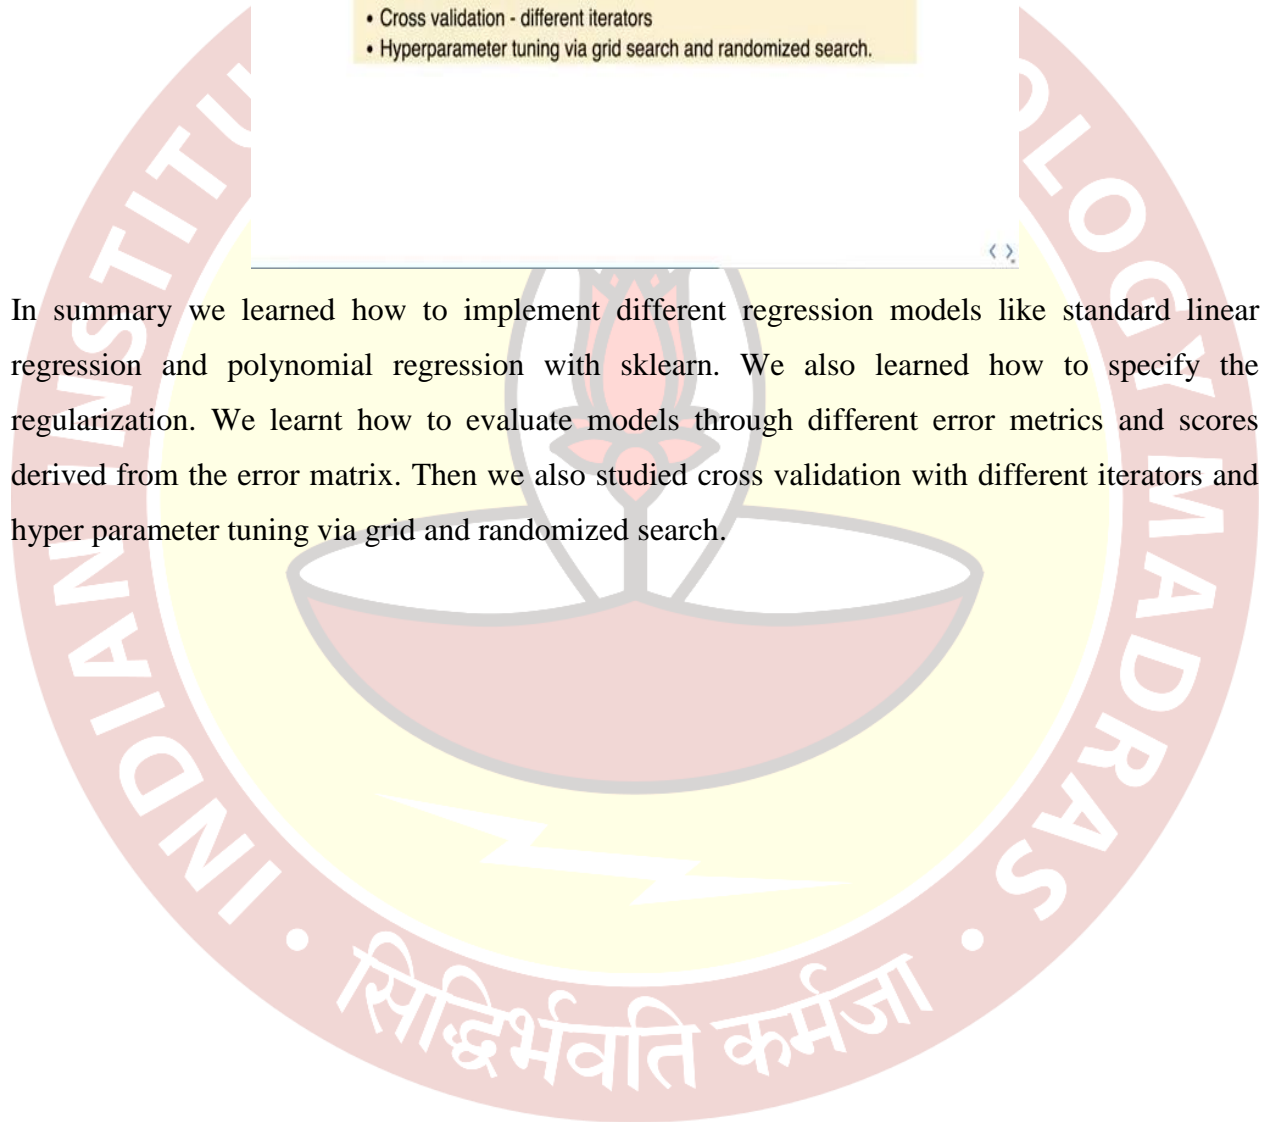 • Cross validation - different iterators
• Hyperparameter tuning via grid search and randomized search.
In summary we learned how to implement different regression models like standard linear
regression and polynomial regression with sklearn. We also learned how to specify the
regularization. We learnt how to evaluate models through different error metrics and scores
derived from the error matrix. Then we also studied cross validation with different iterators and
hyper parameter tuning via grid and randomized search.
INDIAN INSTITU
OLOGY MADRAS
सिद्धिर्भवति कर्मजा